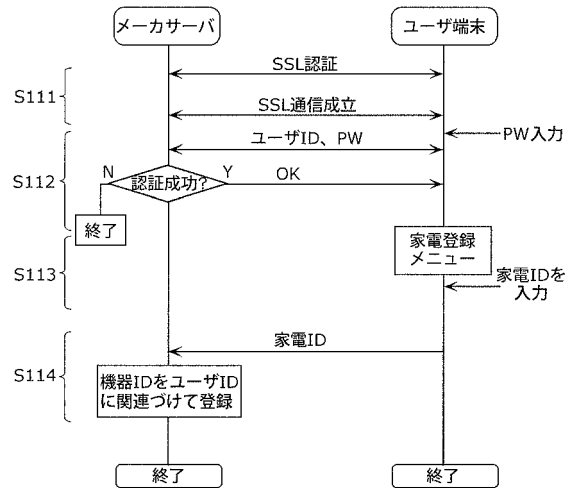 メーカサーバ
ユーザ端末
SSL認証
S111
SSL通信成立
PW入力
ユーザID、PW
N
認証成功?
Y
OK
S112
終了
家電登録
メニュー
S113
家電IDを
入力
家電ID
S114
機器IDをユーザID
に関連づけて登録
終了
終了